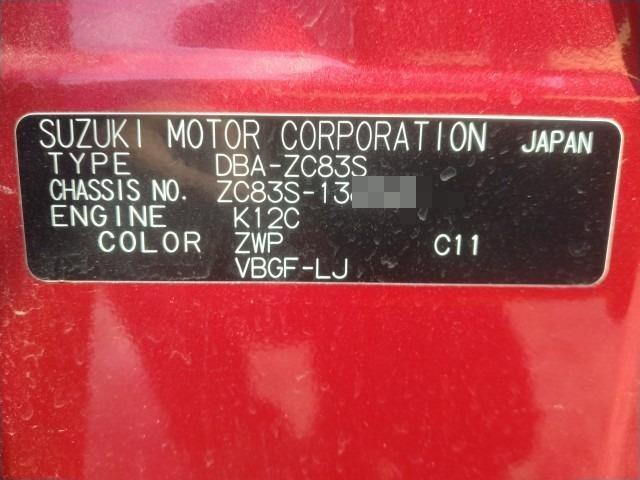 SUZUKI MOTOR CORPORATION JAPAN
TYPE DBA-ZC83S
CHASSIS NO. ZC83S-13
ENGINE K12C
COLOR ZWP C11
VBGF-LJ